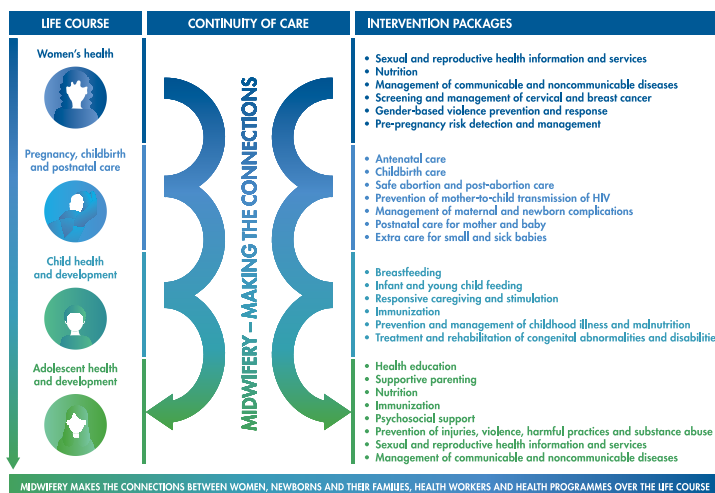 LIFE COURSE
CONTINUITY OF CARE
INTERVENTION PACKAGES
Women's health
• Sexual and reproductive health information and services
• Nutrition
• Management of communicable and noncommunicable diseases
• Screening and management of cervical and breast cancer
• Gender-based violence prevention and response
• Pre-pregnancy risk detection and management
MIDWIFERY – MAKING THE CONNECTIONS
Pregnancy, childbirth
and postnatal care
• Antenatal care
• Childbirth care
• Safe abortion and post-abortion care
• Prevention of mother-to-child transmission of HIV
• Management of maternal and newborn complications
• Postnatal care for mother and baby
• Extra care for small and sick babies
Child health
and development
• Breastfeeding
• Infant and young child feeding
• Responsive caregiving and stimulation
• Immunization
• Prevention and management of childhood illness and malnutrition
• Treatment and rehabilitation of congenital abnormalities and disabilitie
Adolescent health
and development
• Health education
• Supportive parenting
• Nutrition
• Immunization
• Psychosocial support
• Prevention of injuries, violence, harmful practices and substance abuse
• Sexual and reproductive health information and services
• Management of communicable and noncommunicable diseases
MIDWIFERY MAKES THE CONNECTIONS BETWEEN WOMEN, NEWBORNS AND THEIR FAMILIES, HEALTH WORKERS AND HEALTH PROGRAMMES OVER THE LIFE COURSE